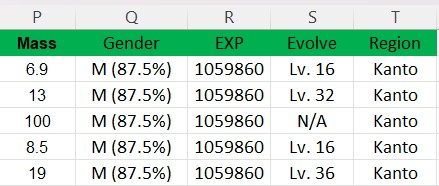 P Q R S T
Mass Gender EXP Evolve Region
6.9 M (87.5%) 1059860 Lv. 16 Kanto
13 M (87.5%) 1059860 Lv. 32 Kanto
100 M (87.5%) 1059860 N/A Kanto
8.5 M (87.5%) 1059860 Lv. 16 Kanto
19 M (87.5%) 1059860 Lv. 36 Kanto